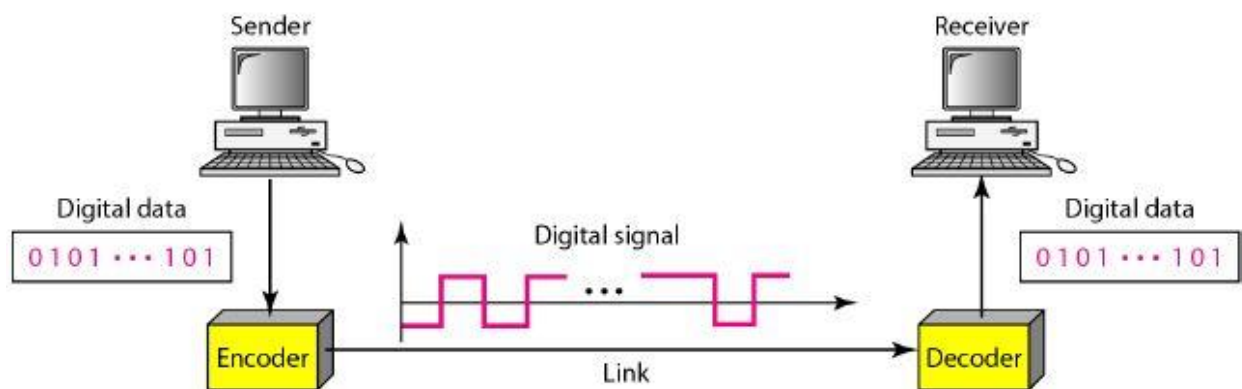 Sender
Receiver
Digital data
0101 ••• 101
Digital signal
•••
Digital data
0101 ••• 101
Encoder
Link
Decoder